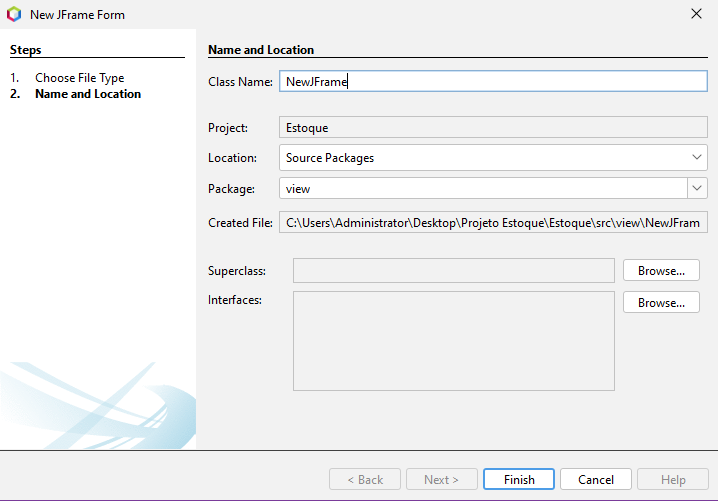 New JFrame Form
Steps
1. Choose File Type
2. Name and Location
Name and Location
Class Name: NewJFrame
Project: Estoque
Location: Source Packages
Package: view
Created File: C:\Users\Administrator\Desktop\Projeto Estoque\Estoque\src\view\NewJFram
Superclass: Browse...
Interfaces: Browse...
< Back Next > Finish Cancel Help